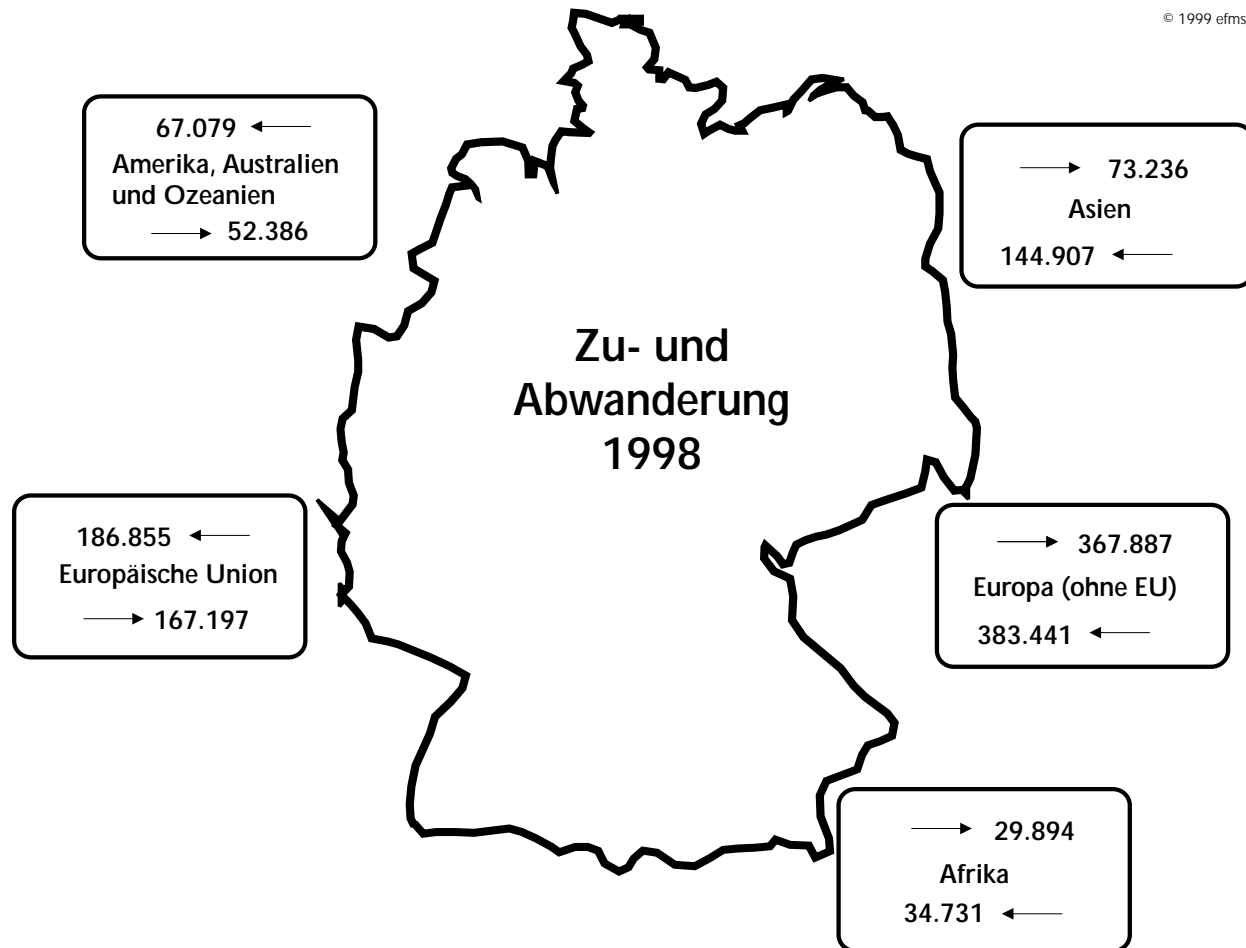 © 1999 efms
67.079
Amerika, Australien
und Ozeanien
52.386
73.236
Asien
144.907
Zu- und
Abwanderung
1998
186.855
Europäische Union
167.197
367.887
Europa (ohne EU)
383.441
29.894
Afrika
34.731